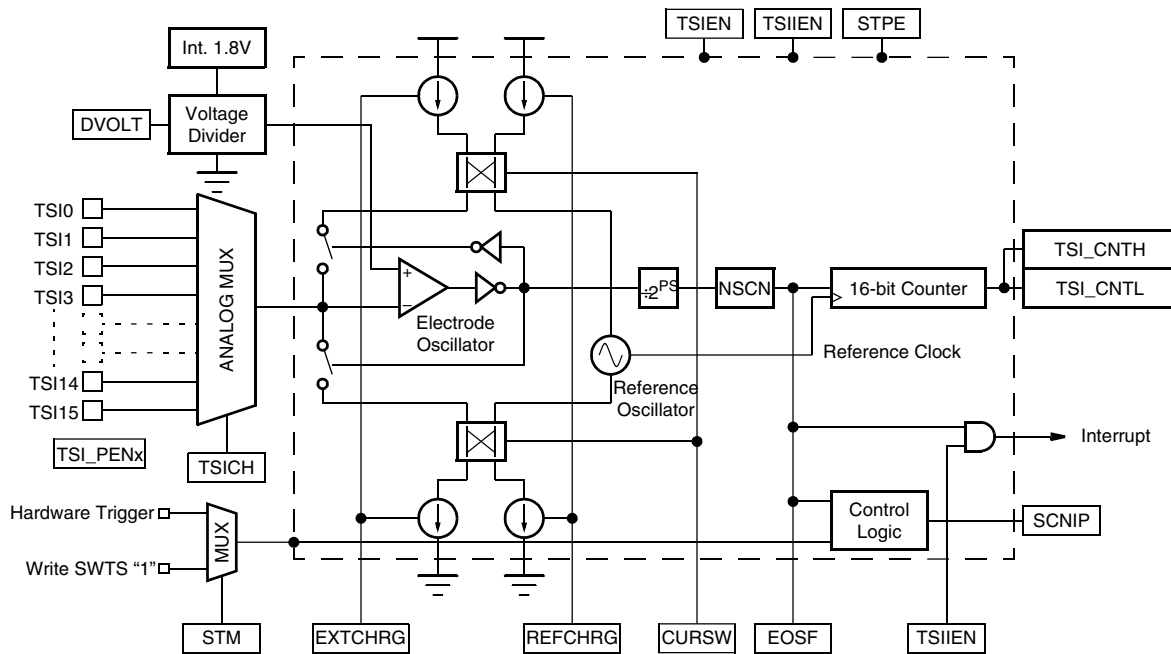 TSIEN
TSIIEN
STPE
Int. 1.8V
DVOLT
Voltage
Divider
TSI0
TSI1
TSI2
TSI3
TSI14
TSI15
ANALOG MUX
TSI_PENx
TSICH
+
−
Electrode
Oscillator
÷2PS
NSCN
16-bit Counter
TSI_CNTH
TSI_CNTL
Reference Clock
Reference
Oscillator
Interrupt
Hardware Trigger
MUX
Write SWTS “1”
Control
Logic
SCNIP
STM
EXTCHRG
REFCHRG
CURSW
EOSF
TSIIEN